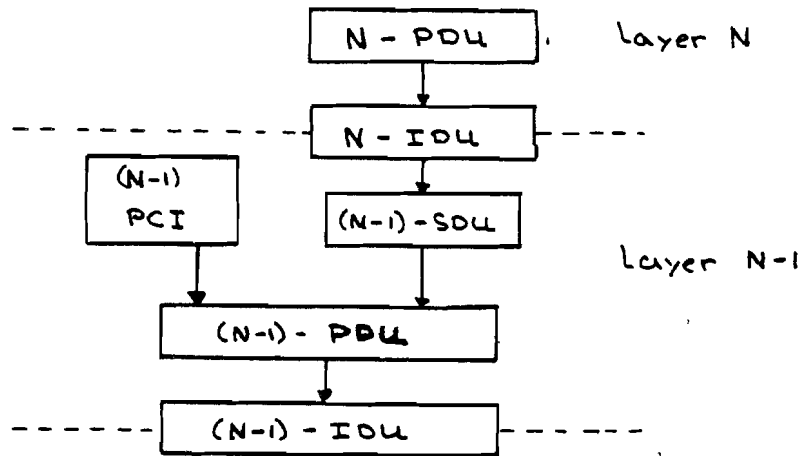 N - PDU
Layer N
N - IDU
(N-1)
PCI
(N-1) - SDU
Layer N-1
(N-1) - PDU
(N-1) - IDU